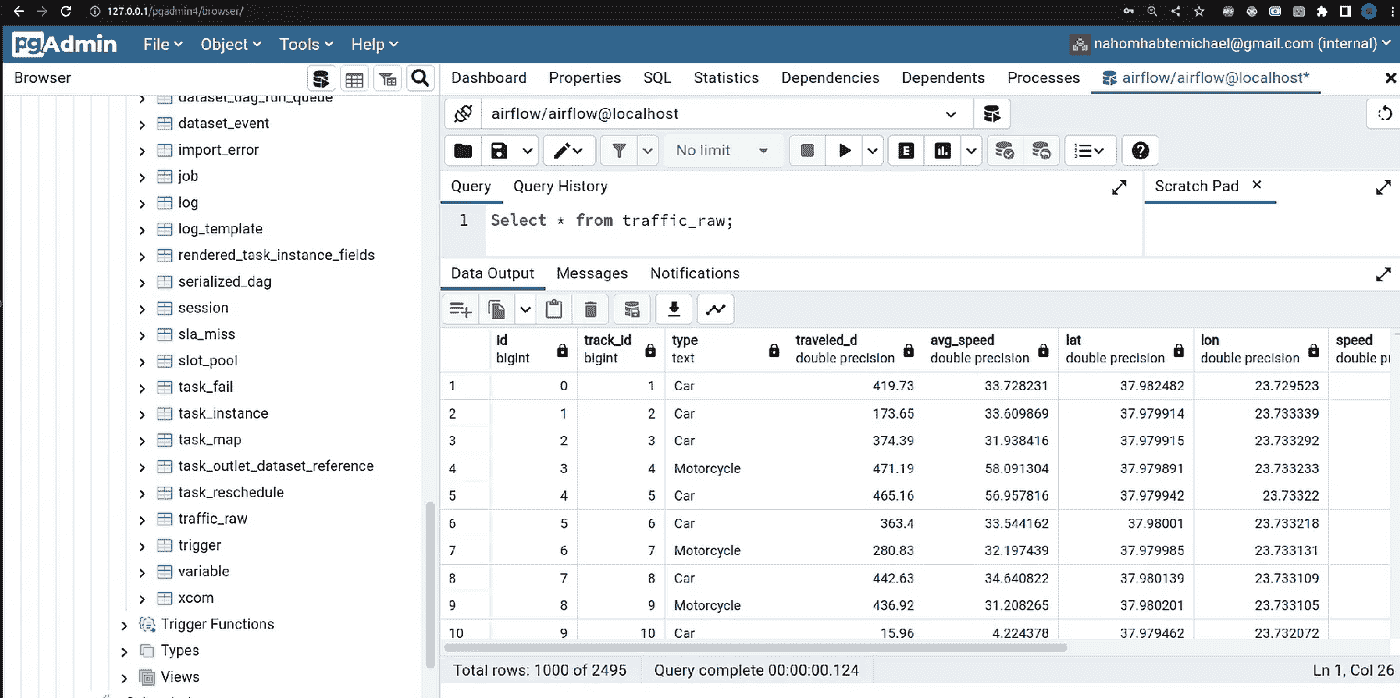 127.0.0.1/pgadmin4/browser/
pgAdmin File Object Tools Help nahomhabtemichael@gmail.com (internal)
Browser
dataset_dag_run_queue
dataset_event
import_error
job
log
log_template
rendered_task_instance_fields
serialized_dag
session
sla_miss
slot_pool
task_fail
task_instance
task_map
task_outlet_dataset_reference
task_reschedule
traffic_raw
trigger
variable
xcom
Trigger Functions
Types
Views
Dashboard Properties SQL Statistics Dependencies Dependents Processes airflow/airflow@localhost*
airflow/airflow@localhost
No limit
Query Query History
Scratch Pad
1 Select * from traffic_raw;
Data Output Messages Notifications
id track_id type traveled_d avg_speed lat lon speed
bigint bigint text double precision double precision double precision double precision double pr
1 0 1 Car 419.73 33.728231 37.982482 23.729523
2 1 2 Car 173.65 33.609869 37.979914 23.733339
3 2 3 Car 374.39 31.938416 37.979915 23.733292
4 3 4 Motorcycle 471.19 58.091304 37.979891 23.733233
5 4 5 Car 465.16 56.957816 37.979942 23.73322
6 5 6 Car 363.4 33.544162 37.98001 23.733218
7 6 7 Motorcycle 280.83 32.197439 37.979985 23.733131
8 7 8 Car 442.63 34.640822 37.980139 23.733109
9 8 9 Motorcycle 436.92 31.208265 37.980201 23.733105
10 9 10 Car 15.96 4.224378 37.979462 23.732072
Total rows: 1000 of 2495 Query complete 00:00:00.124 Ln 1, Col 26